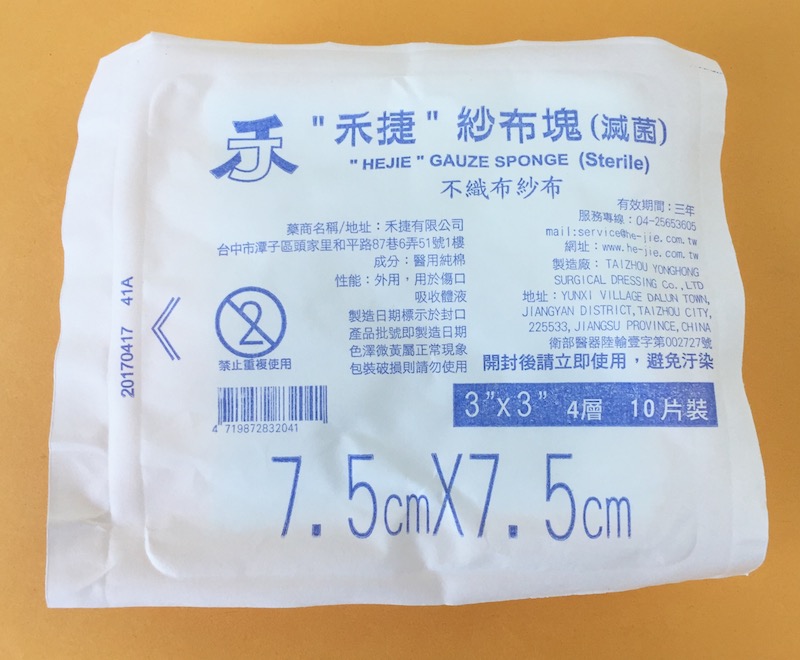 "禾捷"紗布塊(滅菌)
"HEJIE" GAUZE SPONGE (Sterile)
不織布紗布
藥商名稱/地址：禾捷有限公司
台中市潭子區頭家里和平路87巷6弄51號1樓
成分：醫用純棉
性能：外用，用於傷口
吸收體液
製造日期標示於封口
產品批號即製造日期
色澤微黃屬正常現象
包裝破損則請勿使用
有效期間：三年
服務專線：04-25653605
mail:service@he-jie.com.tw
網址：www.he-jie.com.tw
製造廠：TAIZHOU YONGHONG
SURGICAL DRESSING Co.,LTD
地址：YUNXI VILLAGE DALUN TOWN,
JIANGYAN DISTRICT,TAIZHOU CITY,
225533,JIANGSU PROVINCE,CHINA
衛部醫器陸輸壹字第002727號
開封後請立即使用，避免汙染
2
禁止重複使用
20170417 41A
4 719872832041
3"X3" 4層 10片裝
7.5cmX7.5cm